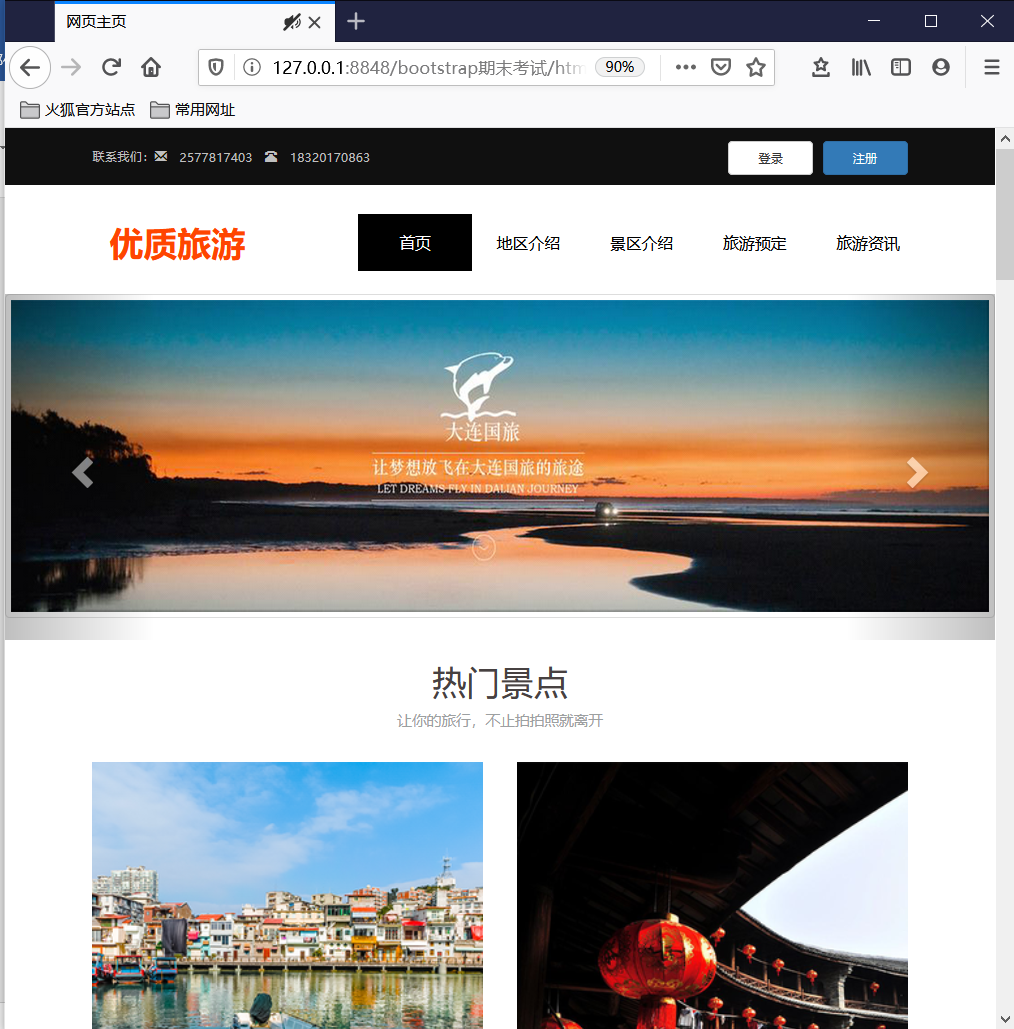 网页主页
127.0.0.1:8848/bootstrap期末考试/htm
90%
火狐官方站点 常用网址
联系我们： 2577817403 18320170863
登录 注册
优质旅游
首页 地区介绍 景区介绍 旅游预定 旅游资讯
大连国旅
让梦想放飞在大连国旅的旅途
LET DREAMS FLY IN DALIAN JOURNEY
热门景点
让你的旅行，不止拍拍照就离开